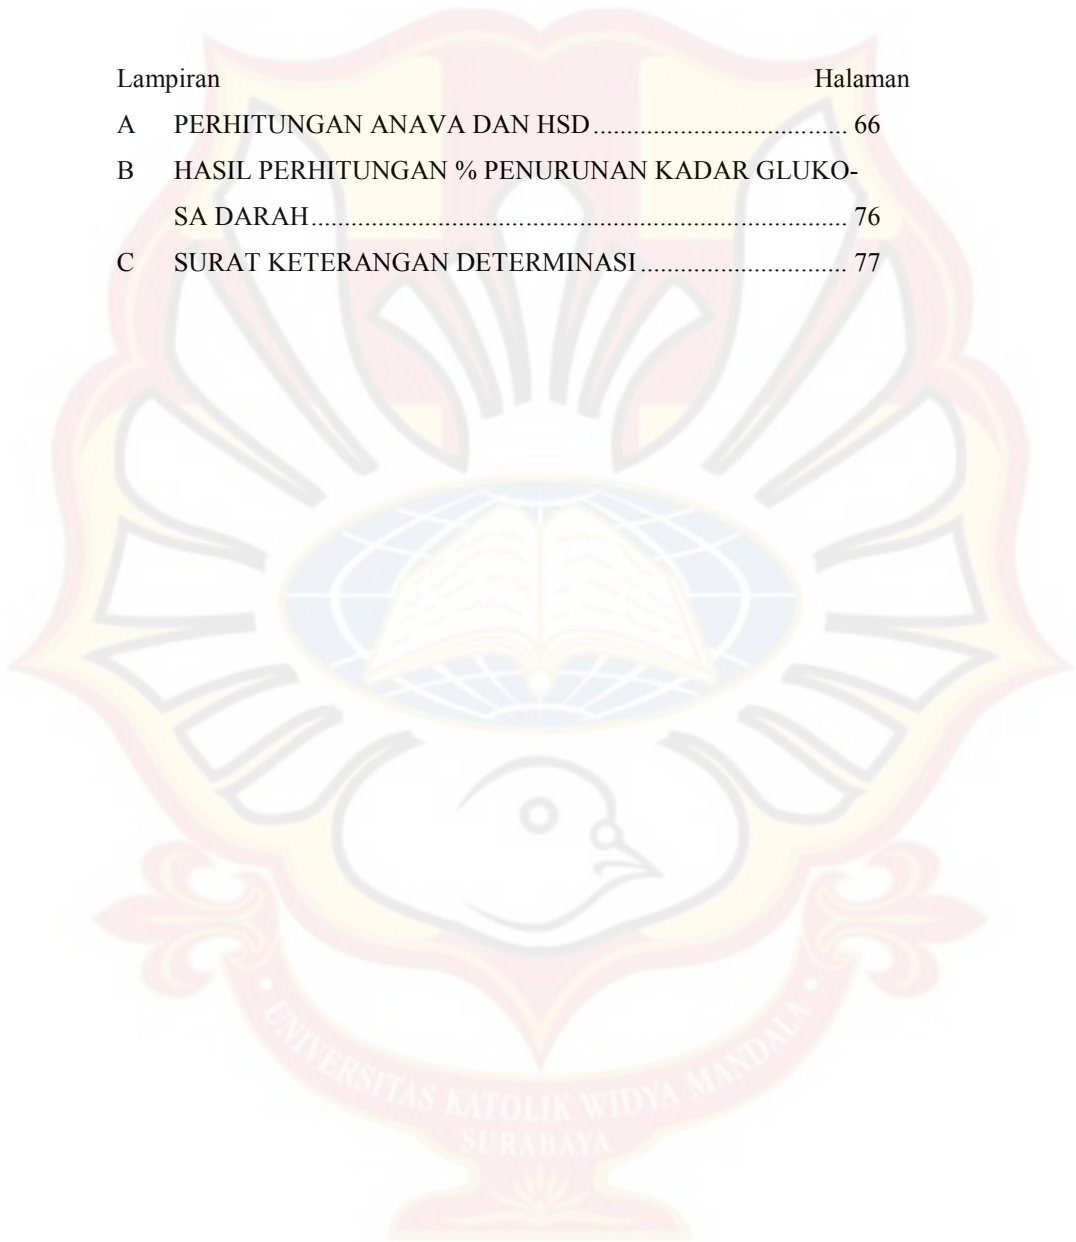 Lampiran Halaman
A PERHITUNGAN ANAVA DAN HSD .................................... 66
B HASIL PERHITUNGAN % PENURUNAN KADAR GLUKO-
SA DARAH ................................................................................. 76
C SURAT KETERANGAN DETERMINASI ............................... 77
• UNIVERSITAS KATOLIK WIDYA MANDALA •
SURABAYA